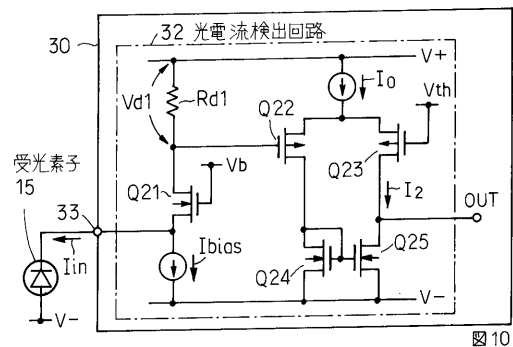 30
32 光電流検出回路
V+
Vd1
Rd1
Io
Vth
Q22
Q23
受光素子
15
33
Q21
Vb
I2
OUT
Iin
Ibias
Q24
Q25
V-
V-
図10